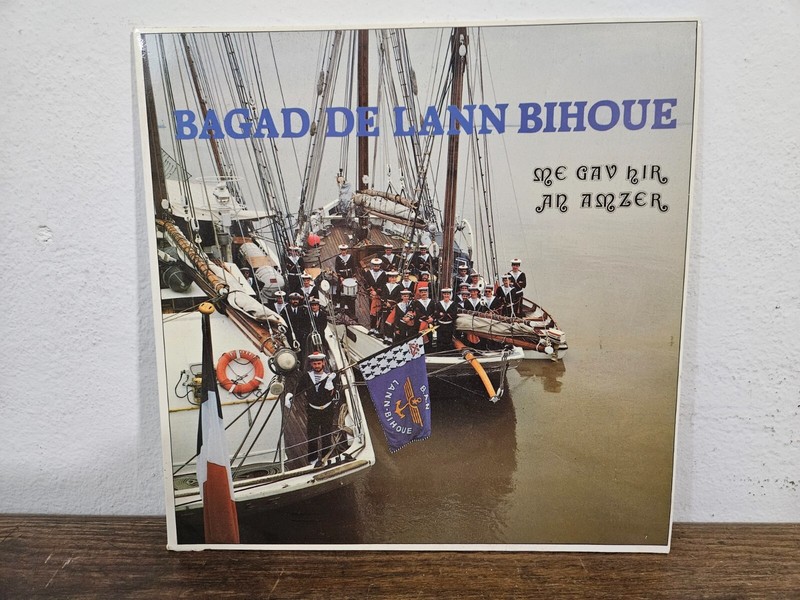 BAGAD DE LANN BIHOUE
ME GAV HIR
AN AMZER
B.A.N
LANN-BIHOUE